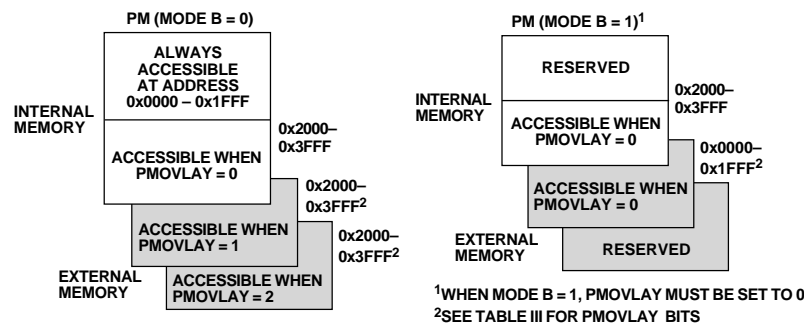 PM (MODE B = 0)
ALWAYS
ACCESSIBLE
AT ADDRESS
0x0000 – 0x1FFF
INTERNAL
MEMORY
0x2000–
0x3FFF
ACCESSIBLE WHEN
PMOVLAY = 0
0x2000–
0x3FFF2
ACCESSIBLE WHEN
PMOVLAY = 1
0x2000–
0x3FFF2
EXTERNAL
MEMORY
ACCESSIBLE WHEN
PMOVLAY = 2
PM (MODE B = 1)1
RESERVED
INTERNAL
MEMORY
0x2000–
0x3FFF
ACCESSIBLE WHEN
PMOVLAY = 0
0x0000–
0x1FFF2
ACCESSIBLE WHEN
PMOVLAY = 0
EXTERNAL
MEMORY
RESERVED
1WHEN MODE B = 1, PMOVLAY MUST BE SET TO 0
2SEE TABLE III FOR PMOVLAY BITS